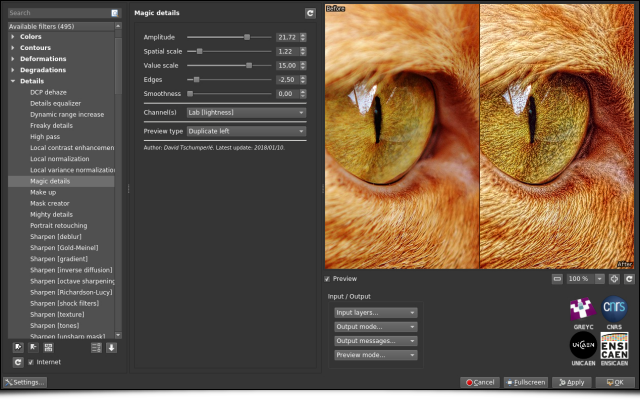 Search
Available filters (495)
Colors
Contours
Deformations
Degradations
Details
DCP dehaze
Details equalizer
Dynamic range increase
Freaky details
High pass
Local contrast enhancemen
Local normalization
Local variance normalizatio
Magic details
Make up
Mask creator
Mighty details
Portrait retouching
Sharpen [deblur]
Sharpen [Gold-Meinel]
Sharpen [gradient]
Sharpen [inverse diffusion]
Sharpen [octave sharpening
Sharpen [Richardson-Lucy]
Sharpen [shock filters]
Sharpen [texture]
Sharpen [tones]
Sharpen [unsharp mask]
Internet
Settings...
Magic details
Amplitude 21,72
Spatial scale 1,22
Value scale 15,00
Edges -2,50
Smoothness 0,00
Channel(s) Lab [lightness]
Preview type Duplicate left
Author: David Tschumperlé. Latest update: 2018/01/10.
Before
After
Preview
100 %
Input / Output
Input layers...
Output mode...
Output messages...
Preview mode...
GREYC
cnrs
CNRS
UNICAEN
UNICAEN
ENSI
CAEN
ENSICAEN
Cancel
Fullscreen
Apply
OK